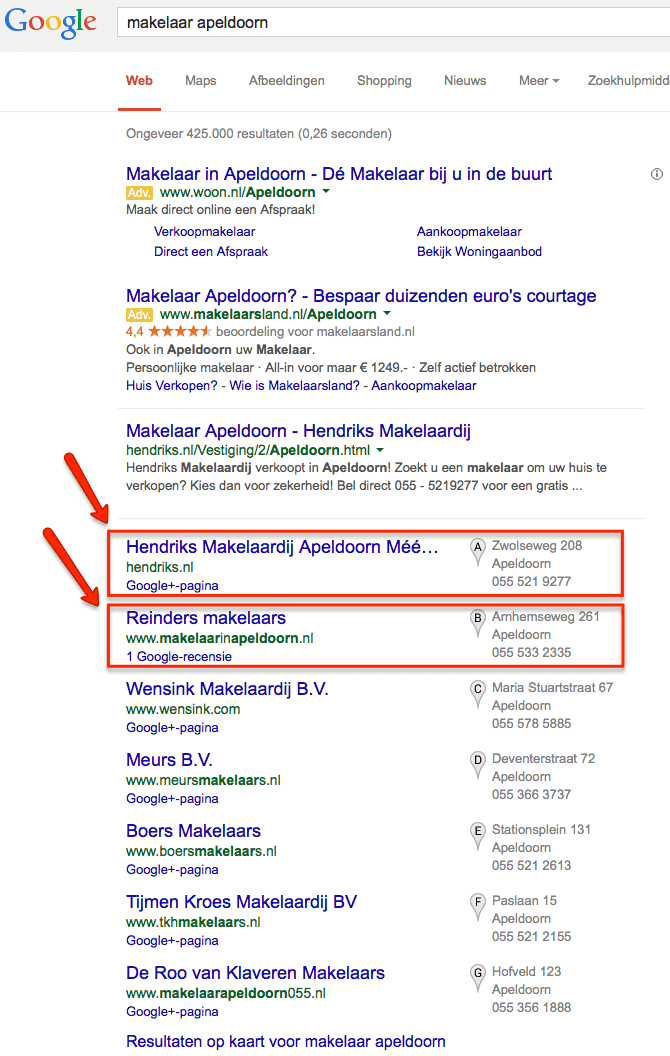 Google
makelaar apeldoorn
Web Maps Afbeeldingen Shopping Nieuws Meer Zoekhulpmidd
Ongeveer 425.000 resultaten (0,26 seconden)
Makelaar in Apeldoorn - Dé Makelaar bij u in de buurt
Adv. www.woon.nl/Apeldoorn
Maak direct online een Afspraak!
Verkoopmakelaar Aankoopmakelaar
Direct een Afspraak Bekijk Woningaanbod
Makelaar Apeldoorn? - Bespaar duizenden euro's courtage
Adv. www.makelaarsland.nl/Apeldoorn
4,4 ★★★★★ beoordeling voor makelaarsland.nl
Ook in Apeldoorn uw Makelaar.
Persoonlijke makelaar · All-in voor maar € 1249.- · Zelf actief betrokken
Huis Verkopen? - Wie is Makelaarsland? - Aankoopmakelaar
Makelaar Apeldoorn - Hendriks Makelaardij
hendriks.nl/Vestiging/2/Apeldoorn.html
Hendriks Makelaardij verkoopt in Apeldoorn! Zoekt u een makelaar om uw huis te
verkopen? Kies dan voor zekerheid! Bel direct 055 - 5219277 voor een gratis ...
Hendriks Makelaardij Apeldoorn Méé… A Zwolseweg 208
hendriks.nl Apeldoorn
Google+-pagina 055 521 9277
Reinders makelaars B Arnhemseweg 261
www.makelaarinapeldoorn.nl Apeldoorn
1 Google-recensie 055 533 2335
Wensink Makelaardij B.V. C Maria Stuartstraat 67
www.wensink.com Apeldoorn
Google+-pagina 055 578 5885
Meurs B.V. D Deventerstraat 72
www.meursmakelaars.nl Apeldoorn
Google+-pagina 055 366 3737
Boers Makelaars E Stationsplein 131
www.boersmakelaars.nl Apeldoorn
Google+-pagina 055 521 2613
Tijmen Kroes Makelaardij BV F Paslaan 15
www.tkhmakelaars.nl Apeldoorn
Google+-pagina 055 521 2155
De Roo van Klaveren Makelaars G Hofveld 123
www.makelaarapeldoorn055.nl Apeldoorn
Google+-pagina 055 356 1888
Resultaten op kaart voor makelaar apeldoorn